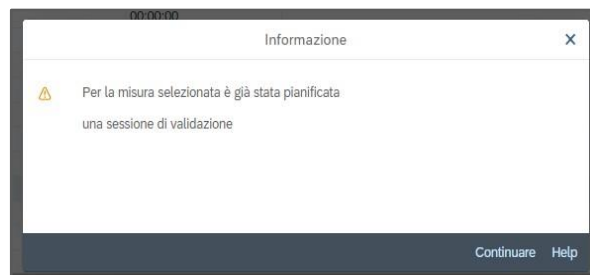 00:00:00
Informazione
Per la misura selezionata è già stata pianificata
una sessione di validazione
Continuare Help